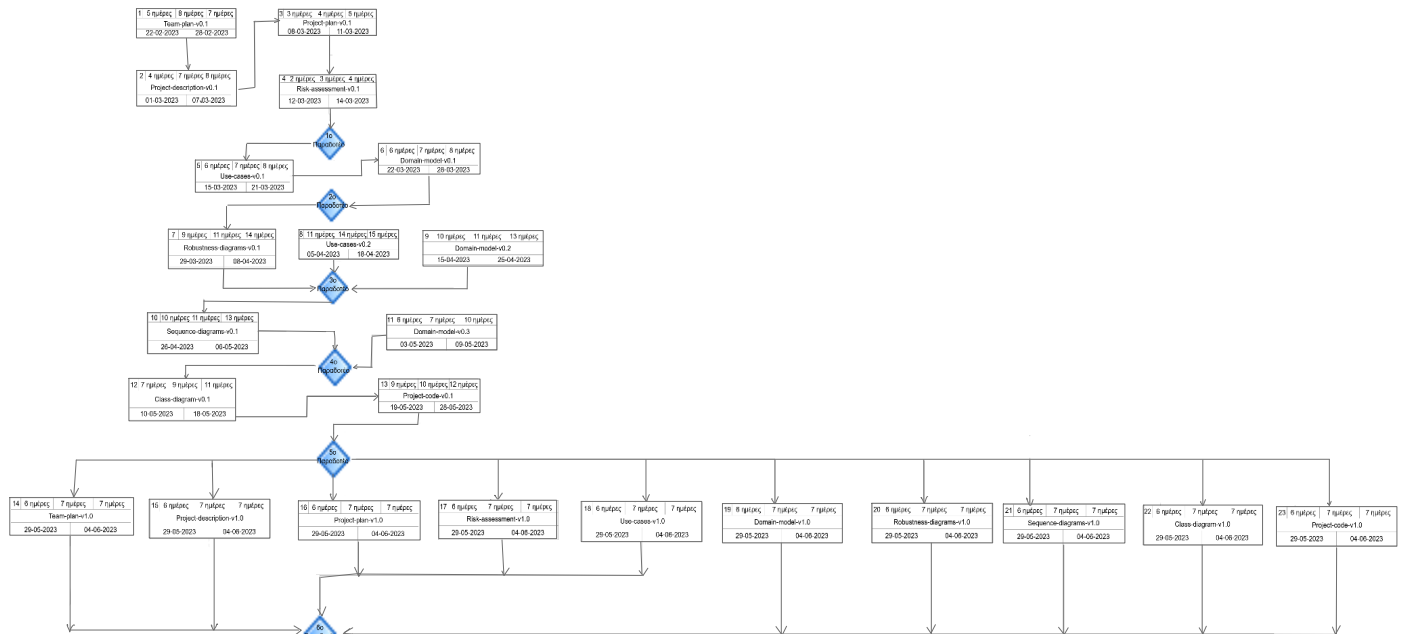 1 5 ημέρες 8 ημέρες 7 ημέρες
Team-plan-v0.1
22-02-2023 28-02-2023
3 3 ημέρες 4 ημέρες 5 ημέρες
Project-plan-v0.1
08-03-2023 11-03-2023
2 4 ημέρες 7 ημέρες 8 ημέρες
Project-description-v0.1
01-03-2023 07-03-2023
4 2 ημέρες 3 ημέρες 4 ημέρες
Risk-assessment-v0.1
12-03-2023 14-03-2023
1ο
Παραδοτέο
5 6 ημέρες 7 ημέρες 8 ημέρες
Use-cases-v0.1
15-03-2023 21-03-2023
6 6 ημέρες 7 ημέρες 8 ημέρες
Domain-model-v0.1
22-03-2023 28-03-2023
2ο
Παραδοτέο
7 9 ημέρες 11 ημέρες 14 ημέρες
Robustness-diagrams-v0.1
29-03-2023 08-04-2023
8 11 ημέρες 14 ημέρες 15 ημέρες
Use-cases-v0.2
05-04-2023 18-04-2023
9 10 ημέρες 11 ημέρες 13 ημέρες
Domain-model-v0.2
15-04-2023 25-04-2023
3ο
Παραδοτέο
10 10 ημέρες 11 ημέρες 13 ημέρες
Sequence-diagrams-v0.1
26-04-2023 06-05-2023
11 6 ημέρες 7 ημέρες 10 ημέρες
Domain-model-v0.3
03-05-2023 09-05-2023
4ο
Παραδοτέο
12 7 ημέρες 9 ημέρες 11 ημέρες
Class-diagram-v0.1
10-05-2023 18-05-2023
13 9 ημέρες 10 ημέρες 12 ημέρες
Project-code-v0.1
19-05-2023 28-05-2023
5ο
Παραδοτέο
14 6 ημέρες 7 ημέρες 7 ημέρες
Team-plan-v1.0
29-05-2023 04-06-2023
15 6 ημέρες 7 ημέρες 7 ημέρες
Project-description-v1.0
29-05-2023 04-06-2023
16 6 ημέρες 7 ημέρες 7 ημέρες
Project-plan-v1.0
29-05-2023 04-06-2023
17 6 ημέρες 7 ημέρες 7 ημέρες
Risk-assessment-v1.0
29-05-2023 04-06-2023
18 6 ημέρες 7 ημέρες 7 ημέρες
Use-cases-v1.0
29-05-2023 04-06-2023
19 6 ημέρες 7 ημέρες 7 ημέρες
Domain-model-v1.0
29-05-2023 04-06-2023
20 6 ημέρες 7 ημέρες 7 ημέρες
Robustness-diagrams-v1.0
29-05-2023 04-06-2023
21 6 ημέρες 7 ημέρες 7 ημέρες
Sequence-diagrams-v1.0
29-05-2023 04-06-2023
22 6 ημέρες 7 ημέρες 7 ημέρες
Class-diagram-v1.0
29-05-2023 04-06-2023
23 6 ημέρες 7 ημέρες 7 ημέρες
Project-code-v1.0
29-05-2023 04-06-2023
6ο